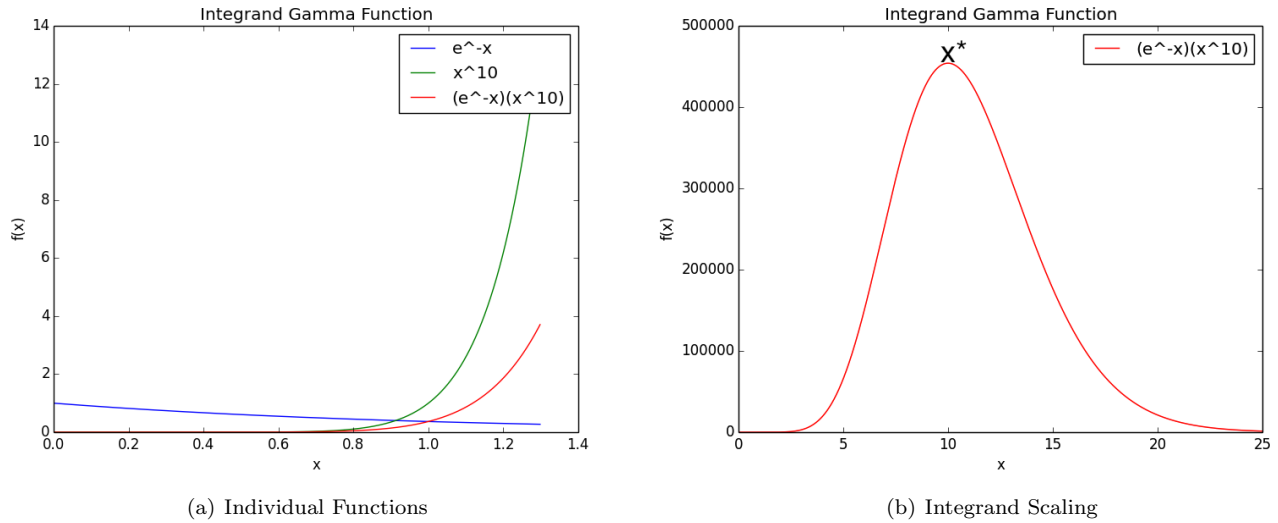 Integrand Gamma Function
14
12
10
8
6
4
2
0
f(x)
e^-x
x^10
(e^-x)(x^10)
0.0 0.2 0.4 0.6 0.8 1.0 1.2 1.4
x
(a) Individual Functions
Integrand Gamma Function
500000
400000
300000
200000
100000
0
f(x)
x*
(e^-x)(x^10)
0 5 10 15 20 25
x
(b) Integrand Scaling